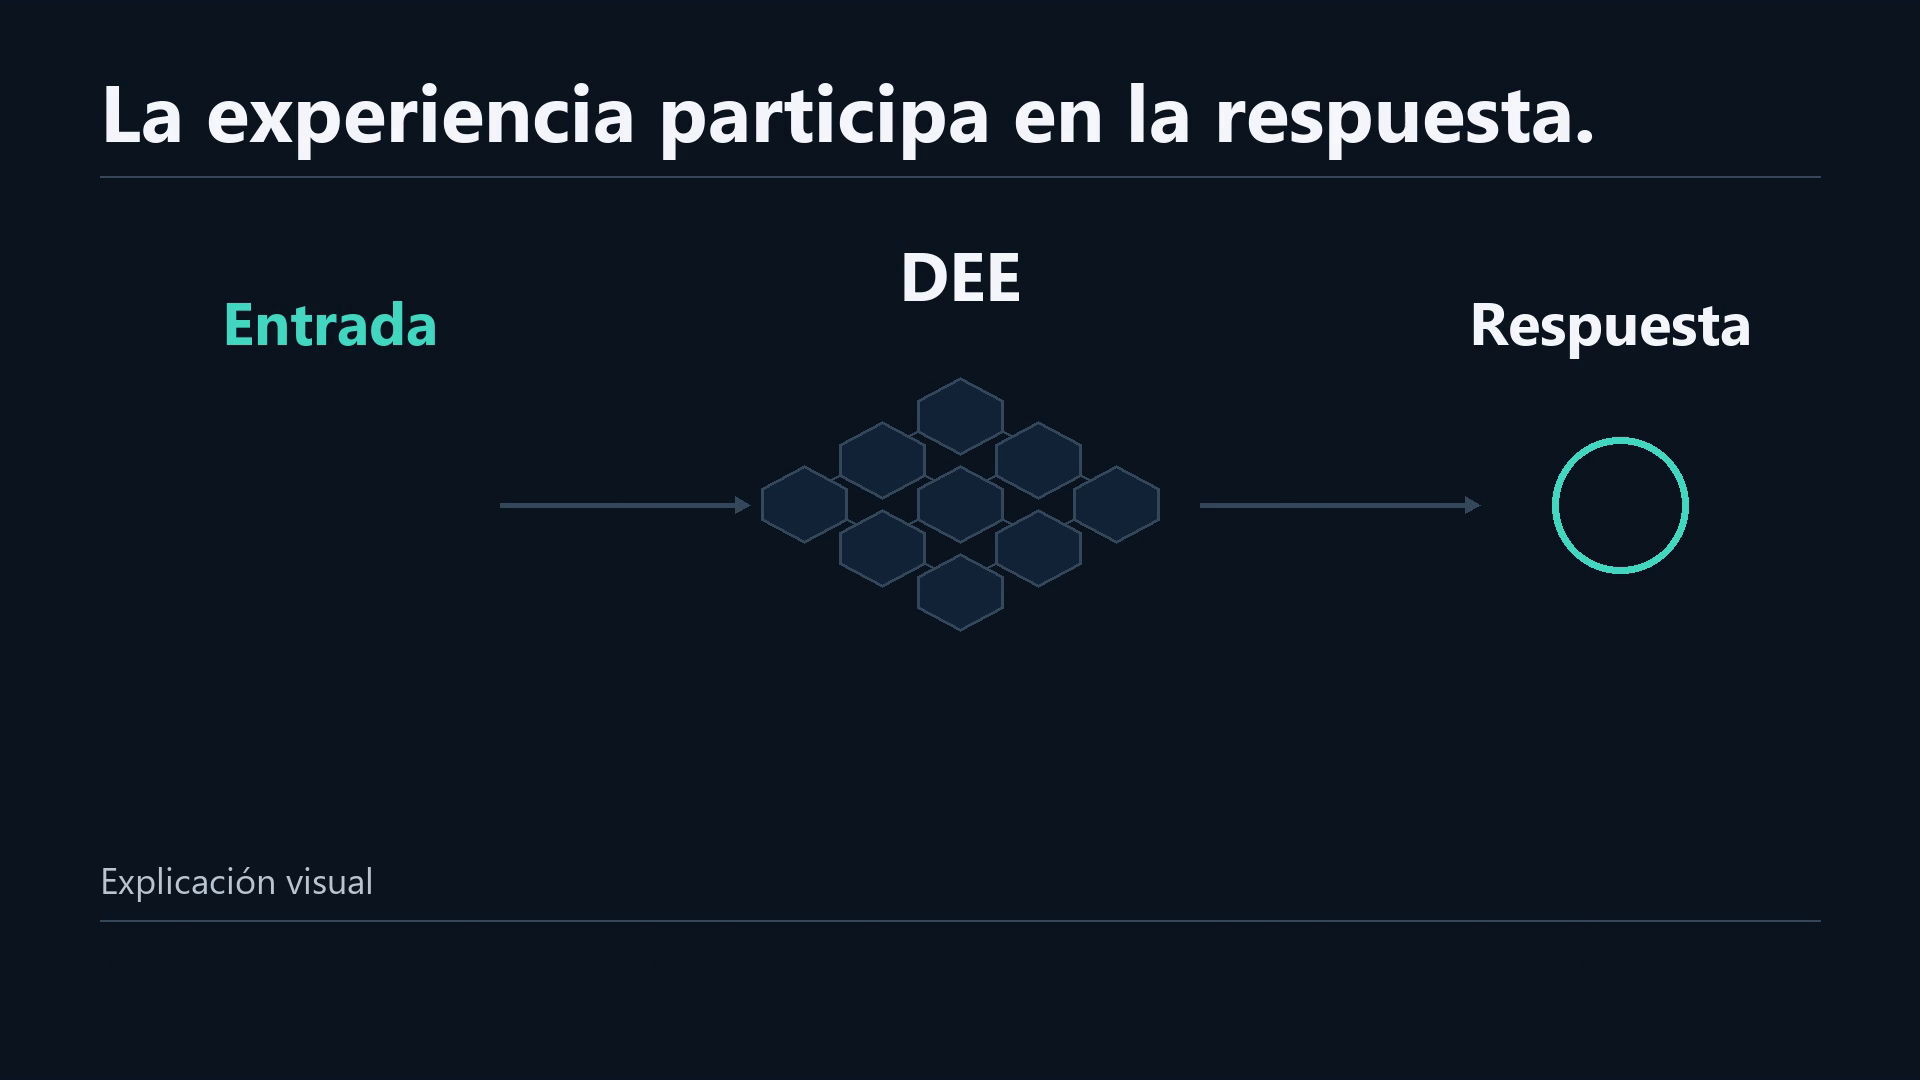 La experiencia participa en la respuesta.
DEE
Entrada
Respuesta
Explicación visual